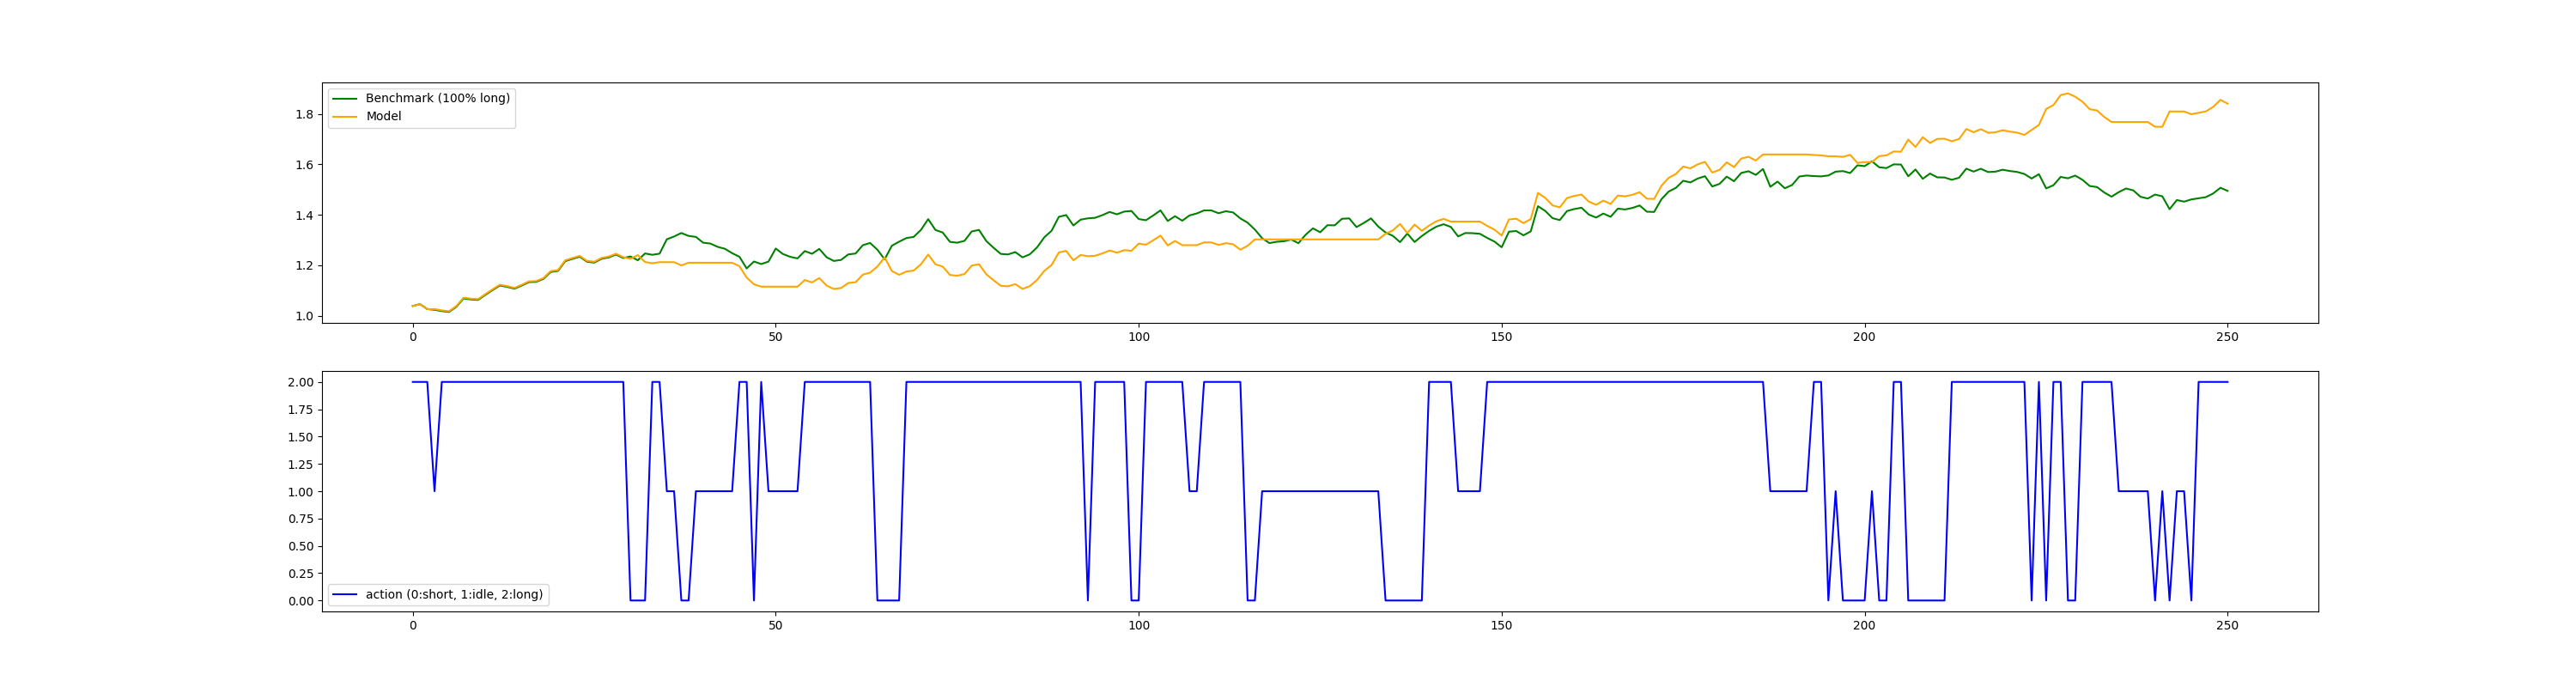 Benchmark (100% long)
Model
1.8
1.6
1.4
1.2
1.0
0 50 100 150 200 250
2.00
1.75
1.50
1.25
1.00
0.75
0.50
0.25
0.00
action (0:short, 1:idle, 2:long)
0 50 100 150 200 250